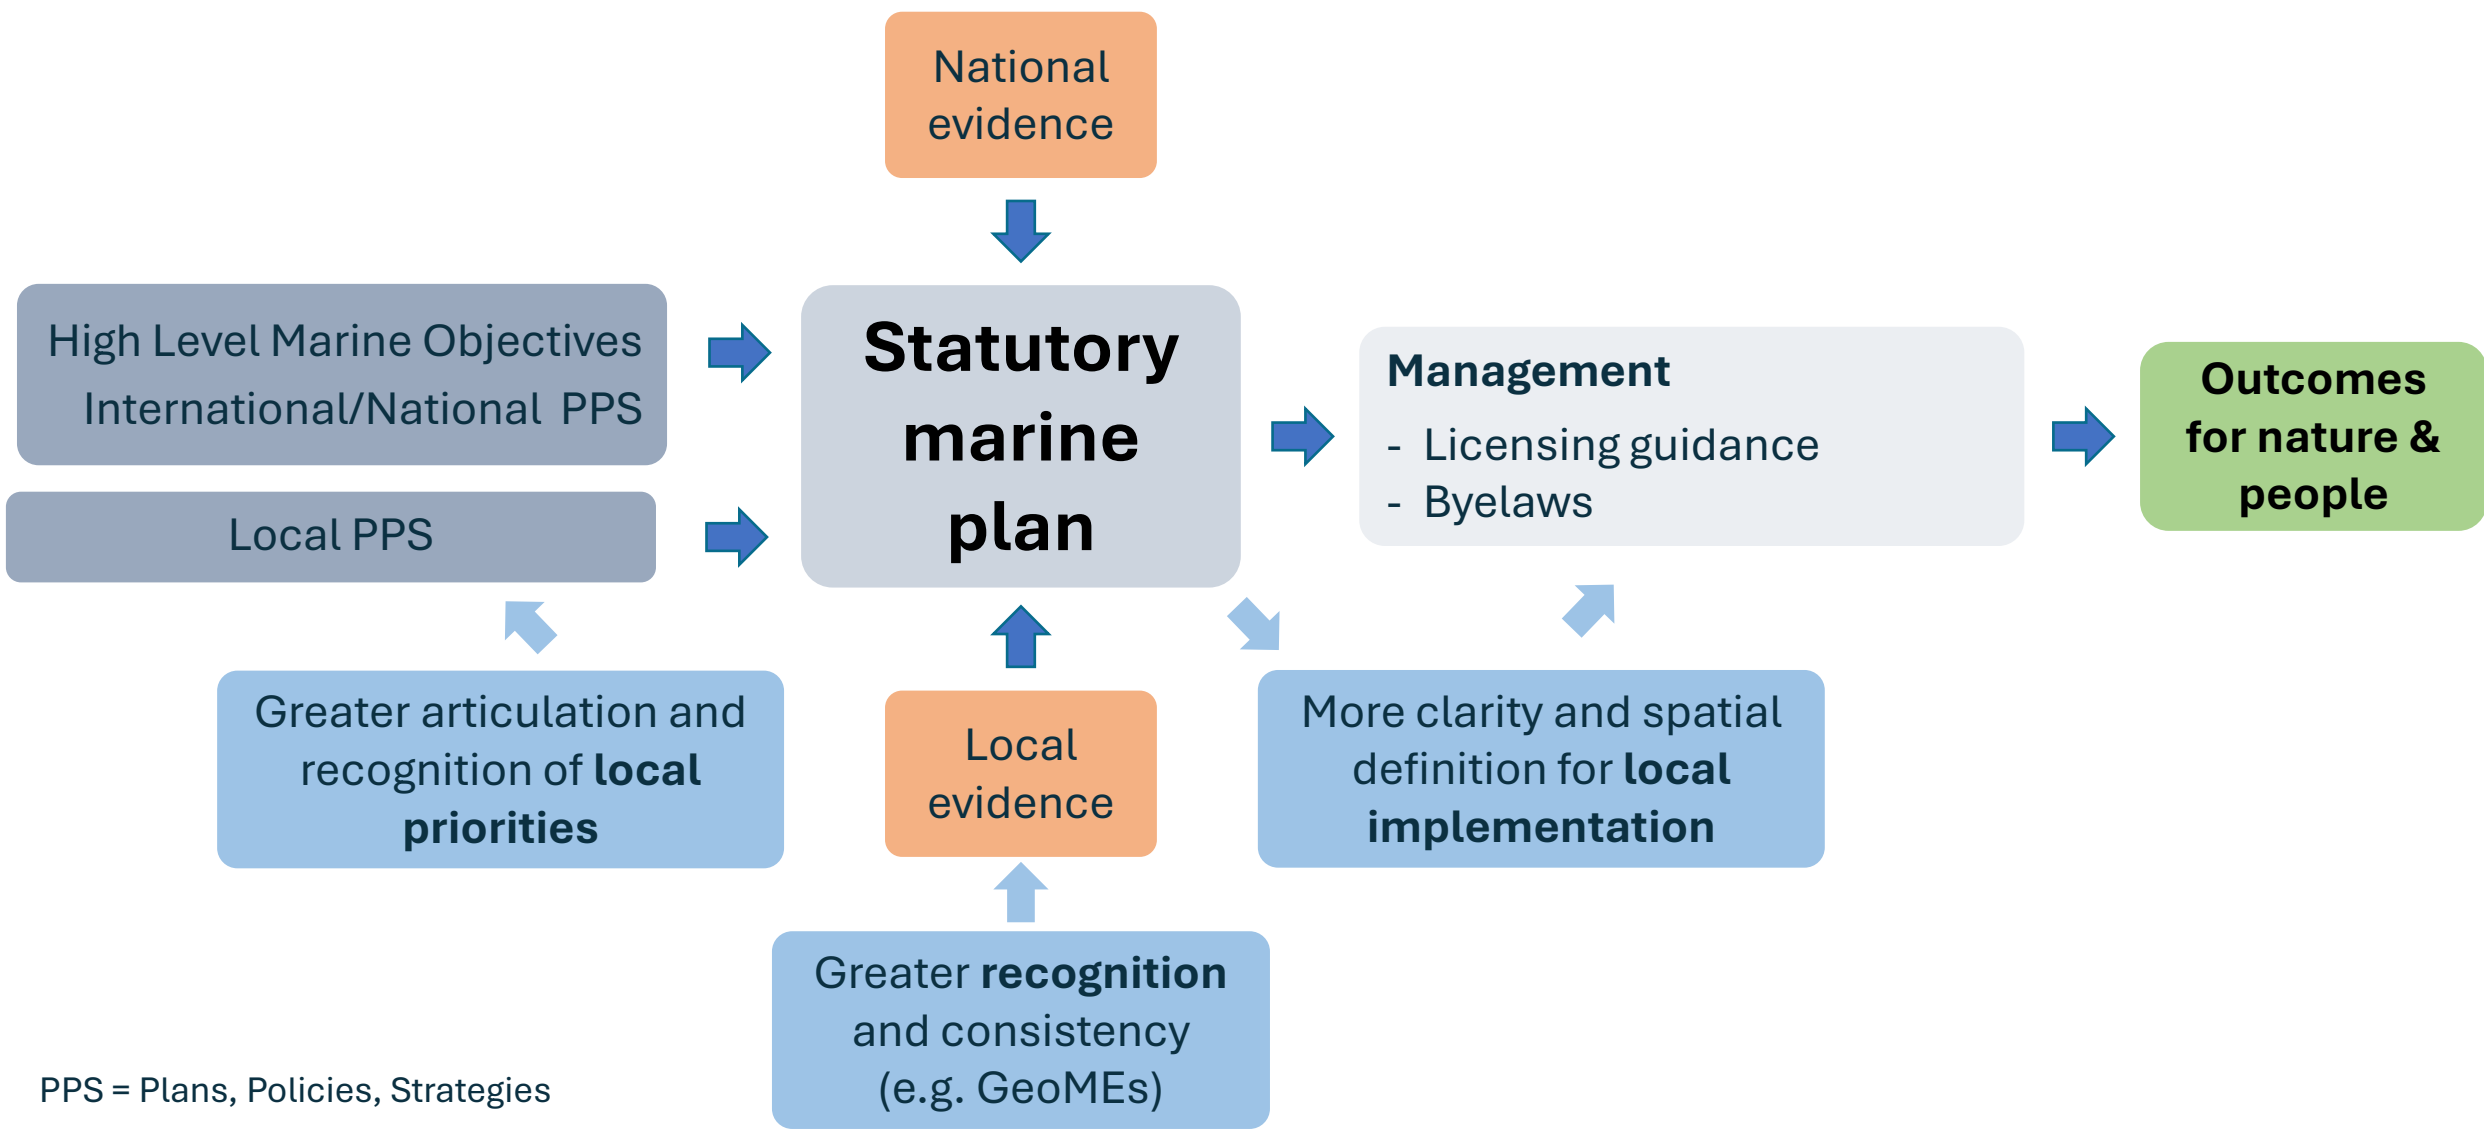 National
evidence
High Level Marine Objectives
International/National PPS
Local PPS
Statutory
marine
plan
Management
- Licensing guidance
- Byelaws
Outcomes
for nature &
people
Greater articulation and
recognition of local
priorities
Local
evidence
More clarity and spatial
definition for local
implementation
Greater recognition
and consistency
(e.g. GeoMEs)
PPS = Plans, Policies, Strategies